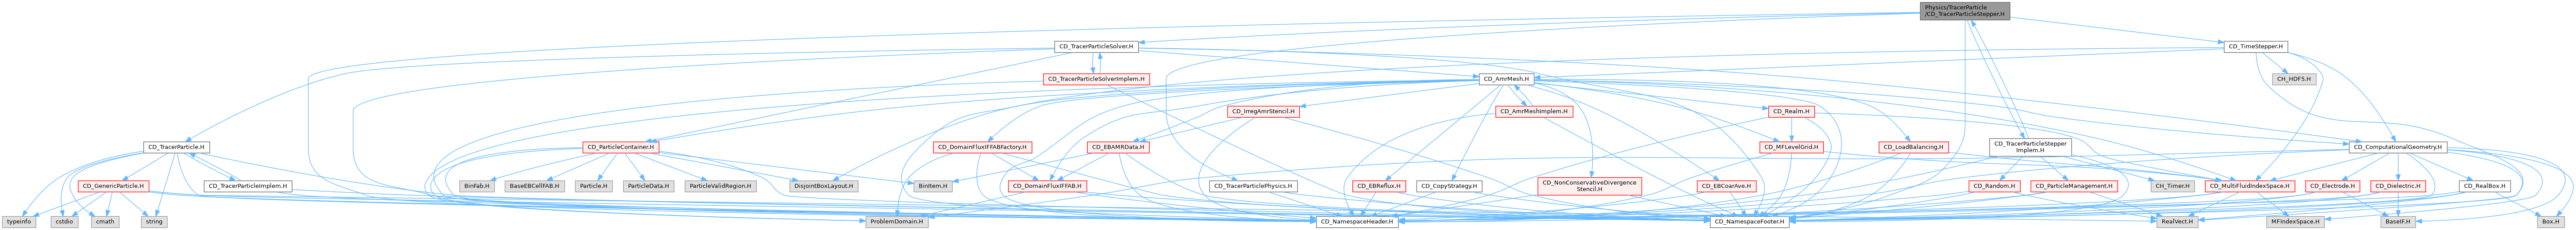 Physics/TracerParticle
/CD_TracerParticleStepper.H
CD_TracerParticleSolver.H
CD_TimeStepper.H
CD_TracerParticleSolverImplem.H
CD_AmrMesh.H
CH_HDF5.H
CD_IrregAmrStencil.H
CD_AmrMeshImplem.H
CD_Realm.H
CD_TracerParticle.H
CD_ParticleContainer.H
CD_DomainFluxIFFABFactory.H
CD_EBAMRData.H
CD_MFLevelGrid.H
CD_LoadBalancing.H
CD_TracerParticleStepper
Implem.H
CD_ComputationalGeometry.H
CD_GenericParticle.H
CD_TracerParticleImplem.H
BinFab.H
BaseEBCellFAB.H
Particle.H
ParticleData.H
ParticleValidRegion.H
DisjointBoxLayout.H
BinItem.H
CD_DomainFluxIFFAB.H
CD_TracerParticlePhysics.H
CD_EBReflux.H
CD_CopyStrategy.H
CD_NonConservativeDivergence
Stencil.H
CD_EBCoarAve.H
CD_Random.H
CD_ParticleManagement.H
CH_Timer.H
CD_MultiFluidIndexSpace.H
CD_Electrode.H
CD_Dielectric.H
CD_RealBox.H
typeinfo
cstdio
cmath
string
ProblemDomain.H
CD_NamespaceHeader.H
CD_NamespaceFooter.H
RealVect.H
MFIndexSpace.H
BaseIF.H
Box.H